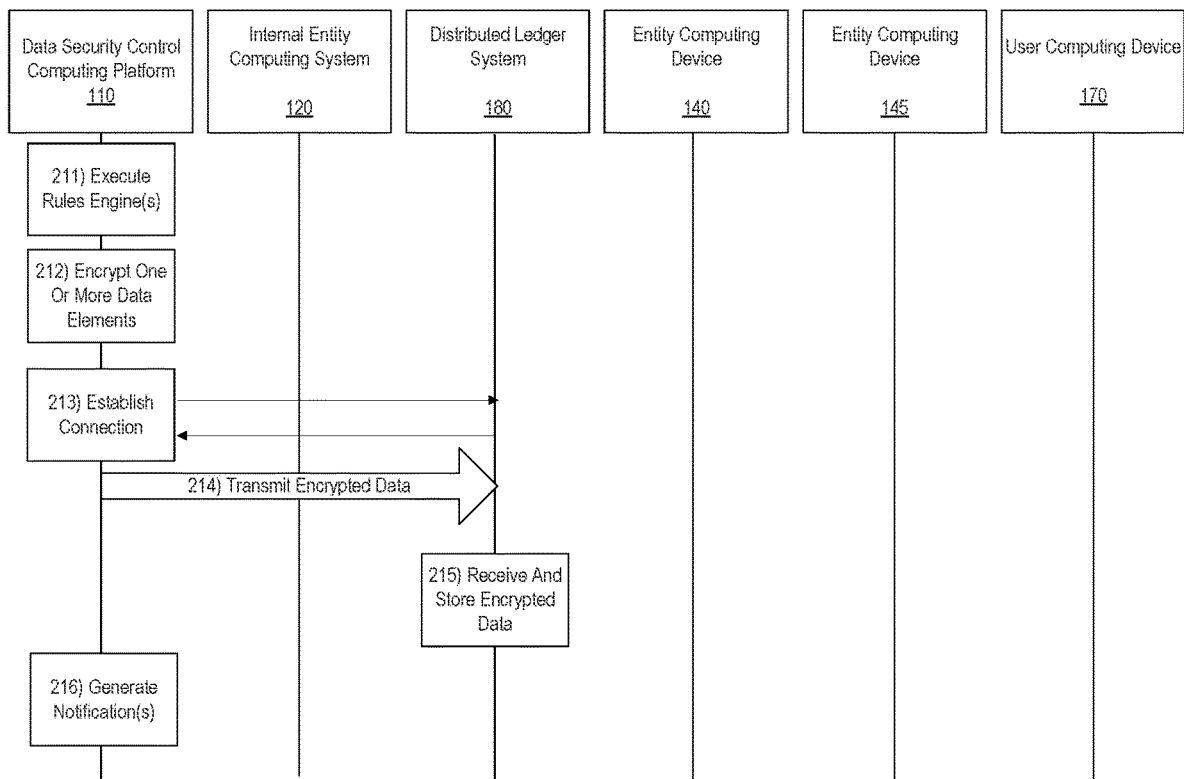 Data Security Control
Computing Platform
110
Internal Entity
Computing System
120
Distributed Ledger
System
180
Entity Computing
Device
140
Entity Computing
Device
145
User Computing Device
170
211) Execute
Rules Engine(s)
212) Encrypt One
Or More Data
Elements
213) Establish
Connection
214) Transmit Encrypted Data
215) Receive And
Store Encrypted
Data
216) Generate
Notification(s)